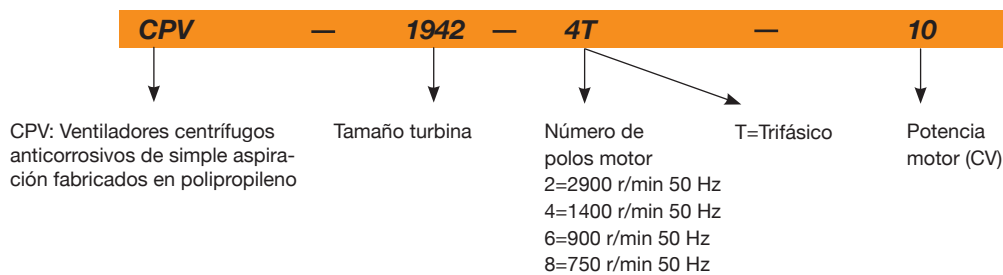 CPV — 1942 — 4T — 10
CPV: Ventiladores centrífugos
anticorrosivos de simple aspira-
ción fabricados en polipropileno
Tamaño turbina
Número de
polos motor
2=2900 r/min 50 Hz
4=1400 r/min 50 Hz
6=900 r/min 50 Hz
8=750 r/min 50 Hz
T=Trifásico
Potencia
motor (CV)